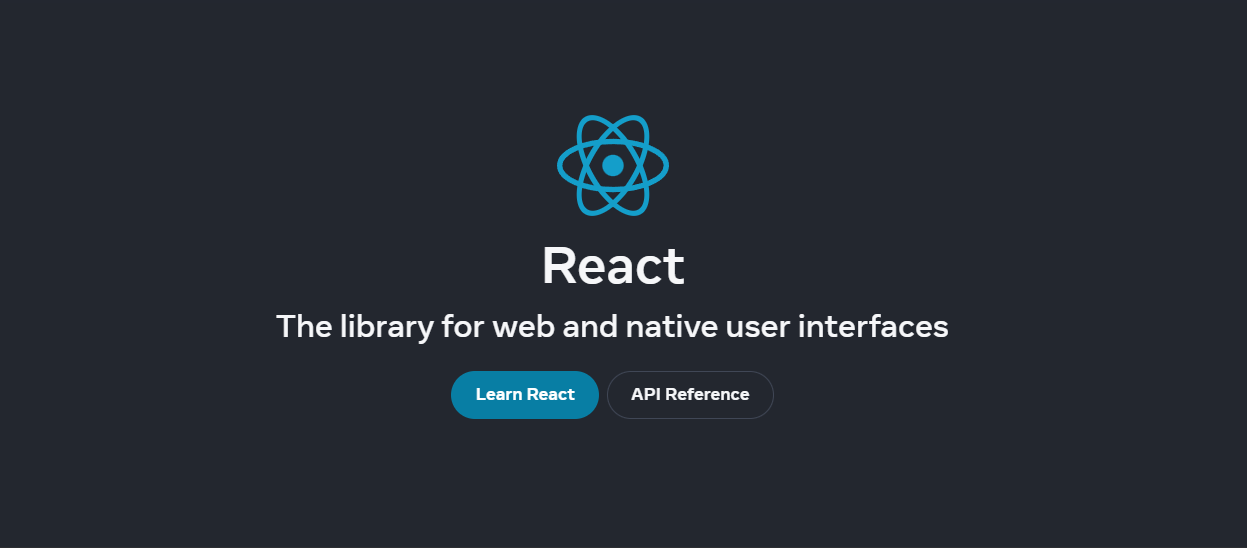 React
The library for web and native user interfaces
Learn React
API Reference